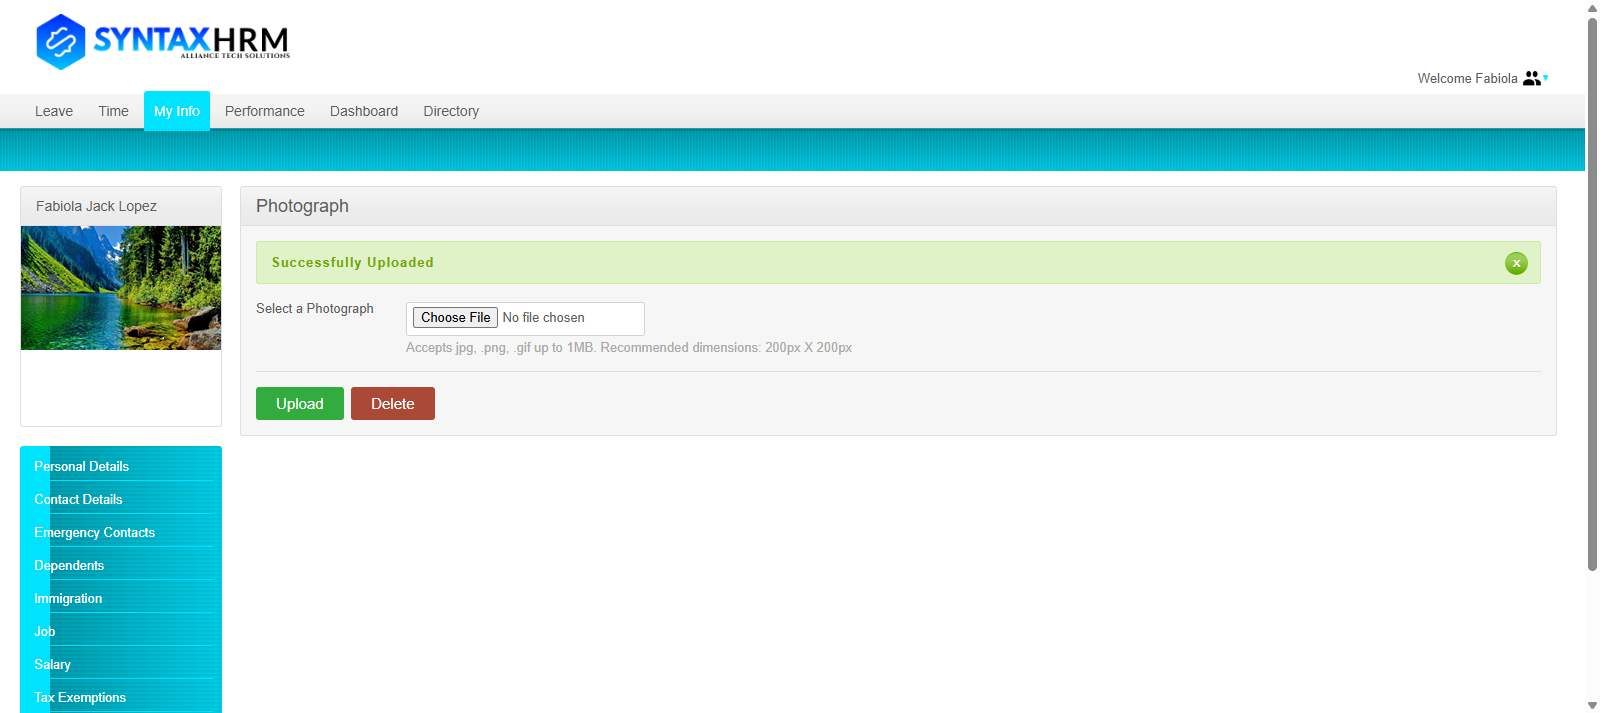 SYNTAXHRM
ALLIANCE TECH SOLUTIONS
Welcome Fabiola
Leave Time My Info Performance Dashboard Directory
Fabiola Jack Lopez
Photograph
Successfully Uploaded
x
Select a Photograph
Choose File No file chosen
Accepts jpg, .png, .gif up to 1MB. Recommended dimensions: 200px X 200px
Upload Delete
Personal Details
Contact Details
Emergency Contacts
Dependents
Immigration
Job
Salary
Tax Exemptions